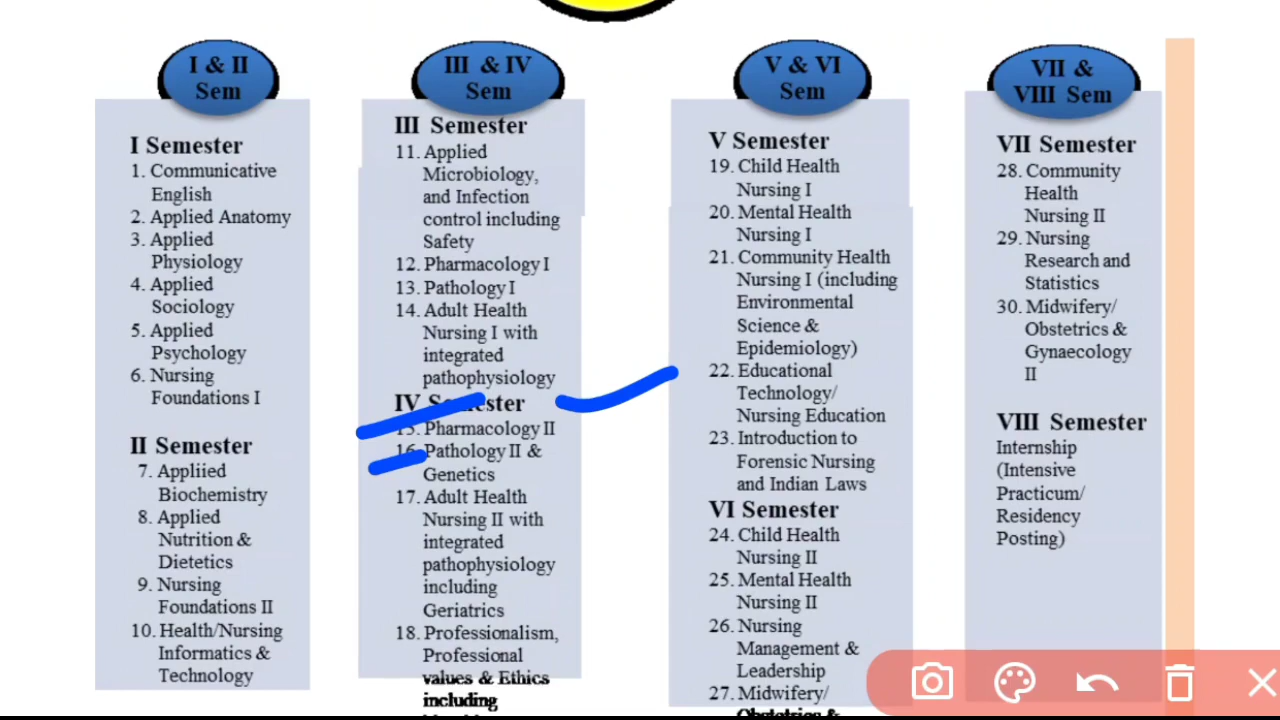 I & II
Sem
I Semester
1. Communicative
English
2. Applied Anatomy
3. Applied
Physiology
4. Applied
Sociology
5. Applied
Psychology
6. Nursing
Foundations I
II Semester
7. Appliied
Biochemistry
8. Applied
Nutrition &
Dietetics
9. Nursing
Foundations II
10. Health/Nursing
Informatics &
Technology
III & IV
Sem
III Semester
11. Applied
Microbiology,
and Infection
control including
Safety
12. Pharmacology I
13. Pathology I
14. Adult Health
Nursing I with
integrated
pathophysiology
IV Semester
15. Pharmacology II
16. Pathology II &
Genetics
17. Adult Health
Nursing II with
integrated
pathophysiology
including
Geriatrics
18. Professionalism,
Professional
values & Ethics
including
V & VI
Sem
V Semester
19. Child Health
Nursing I
20. Mental Health
Nursing I
21. Community Health
Nursing I (including
Environmental
Science &
Epidemiology)
22. Educational
Technology/
Nursing Education
23. Introduction to
Forensic Nursing
and Indian Laws
VI Semester
24. Child Health
Nursing II
25. Mental Health
Nursing II
26. Nursing
Management &
Leadership
27. Midwifery/
Obstetrics &
VII &
VIII Sem
VII Semester
28. Community
Health
Nursing II
29. Nursing
Research and
Statistics
30. Midwifery/
Obstetrics &
Gynaecology
II
VIII Semester
Internship
(Intensive
Practicum/
Residency
Posting)